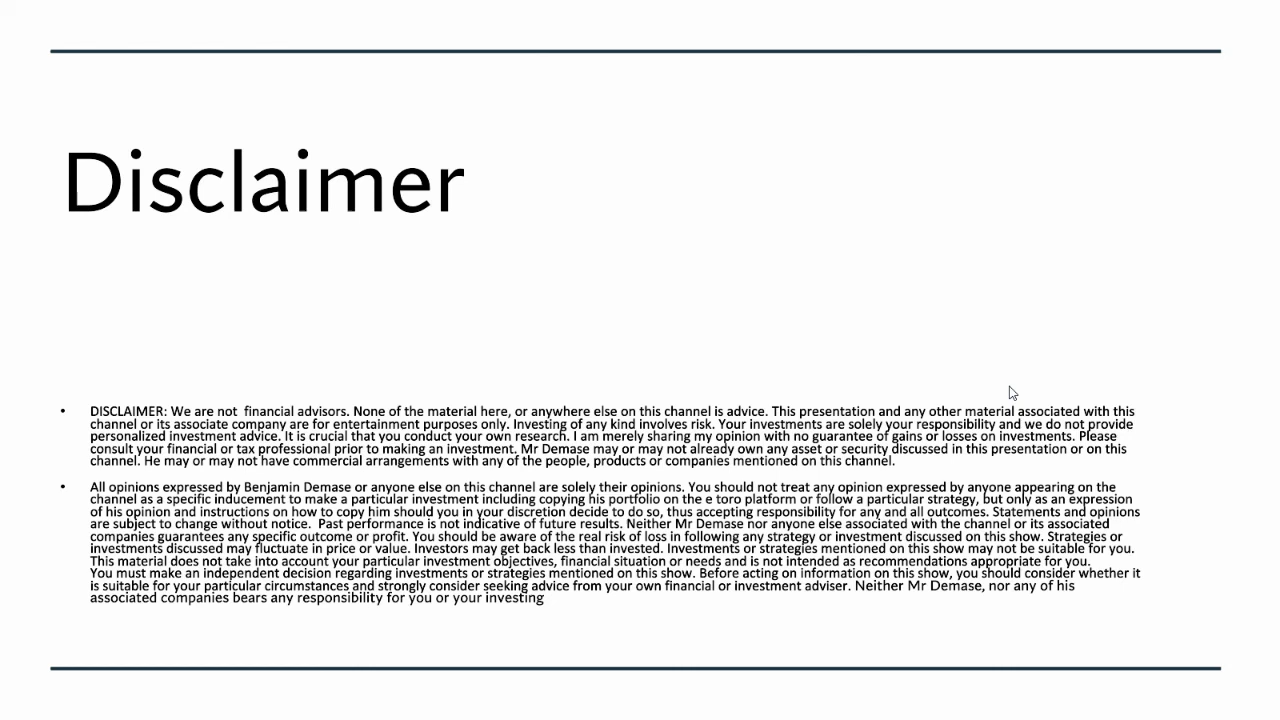 Disclaimer
• DISCLAIMER: We are not  financial advisors. None of the material here, or anywhere else on this channel is advice. This presentation and any other material associated with this
channel or its associate company are for entertainment purposes only. Investing of any kind involves risk. Your investments are solely your responsibility and we do not provide
personalized investment advice. It is crucial that you conduct your own research. I am merely sharing my opinion with no guarantee of gains or losses on investments. Please
consult your financial or tax professional prior to making an investment. Mr Demase may or may not already own any asset or security discussed in this presentation or on this
channel. He may or may not have commercial arrangements with any of the people, products or companies mentioned on this channel.
• All opinions expressed by Benjamin Demase or anyone else on this channel are solely their opinions. You should not treat any opinion expressed by anyone appearing on the
channel as a specific inducement to make a particular investment including copying his portfolio on the e toro platform or follow a particular strategy, but only as an expression
of his opinion and instructions on how to copy him should you in your discretion decide to do so, thus accepting responsibility for any and all outcomes. Statements and opinions
are subject to change without notice.  Past performance is not indicative of future results. Neither Mr Demase nor anyone else associated with the channel or its associated
companies guarantees any specific outcome or profit. You should be aware of the real risk of loss in following any strategy or investment discussed on this show. Strategies or
investments discussed may fluctuate in price or value. Investors may get back less than invested. Investments or strategies mentioned on this show may not be suitable for you.
This material does not take into account your particular investment objectives, financial situation or needs and is not intended as recommendations appropriate for you.
You must make an independent decision regarding investments or strategies mentioned on this show. Before acting on information on this show, you should consider whether it
is suitable for your particular circumstances and strongly consider seeking advice from your own financial or investment adviser. Neither Mr Demase, nor any of his
associated companies bears any responsibility for you or your investing